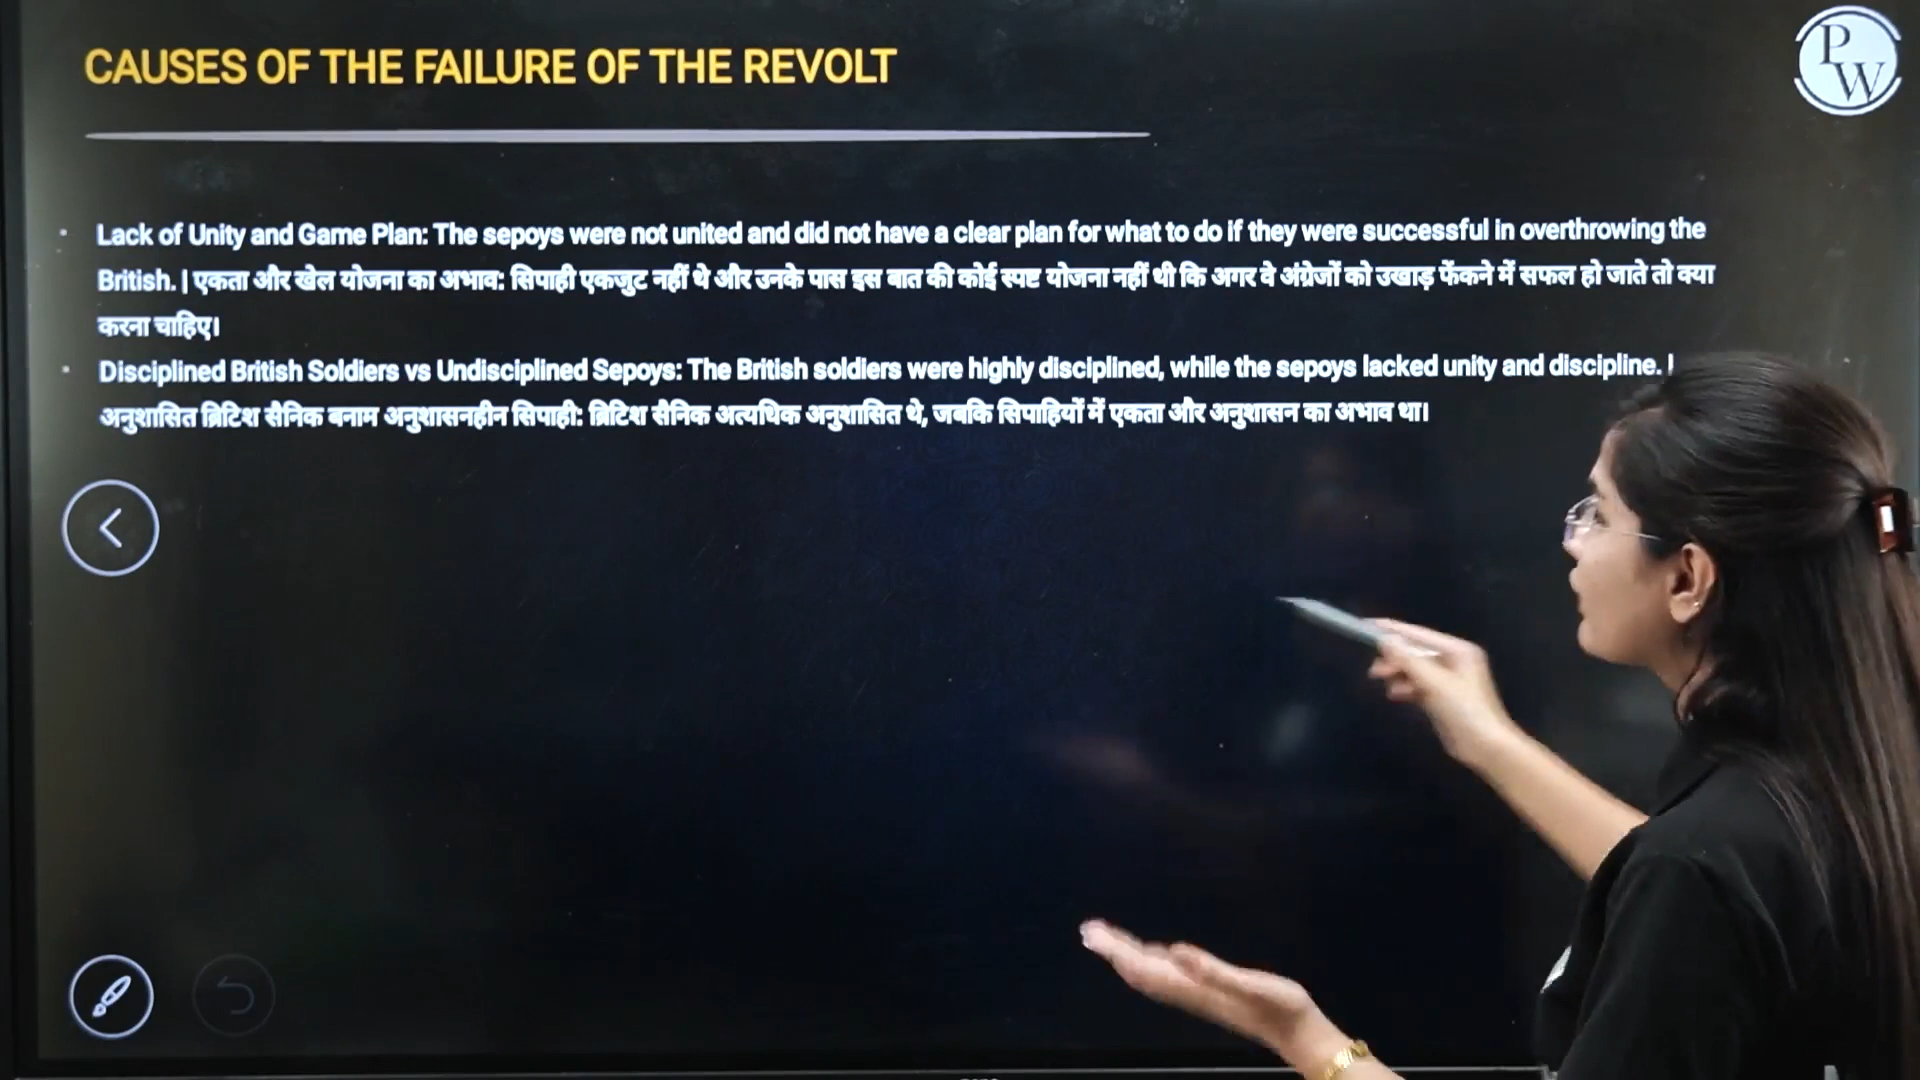 CAUSES OF THE FAILURE OF THE REVOLT
PW
Lack of Unity and Game Plan: The sepoys were not united and did not have a clear plan for what to do if they were successful in overthrowing the
British. | एकता और खेल योजना का अभाव: सिपाही एकजुट नहीं थे और उनके पास इस बात की कोई स्पष्ट योजना नहीं थी कि अगर वे अंग्रेजों को उखाड़ फेंकने में सफल हो जाते तो क्या
करना चाहिए।
Disciplined British Soldiers vs Undisciplined Sepoys: The British soldiers were highly disciplined, while the sepoys lacked unity and discipline. |
अनुशासित ब्रिटिश सैनिक बनाम अनुशासनहीन सिपाही: ब्रिटिश सैनिक अत्यधिक अनुशासित थे, जबकि सिपाहियों में एकता और अनुशासन का अभाव था।